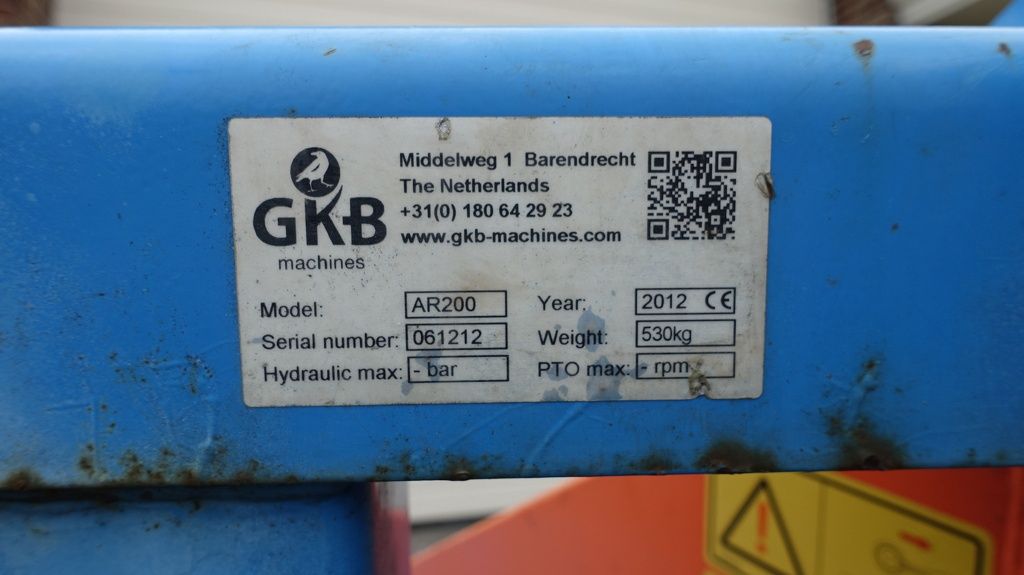 GKB
machines
Middelweg 1 Barendrecht
The Netherlands
+31(0) 180 64 29 23
www.gkb-machines.com
Model: AR200
Serial number: 061212
Hydraulic max: - bar
Year: 2012 CE
Weight: 530kg
PTO max: - rpm